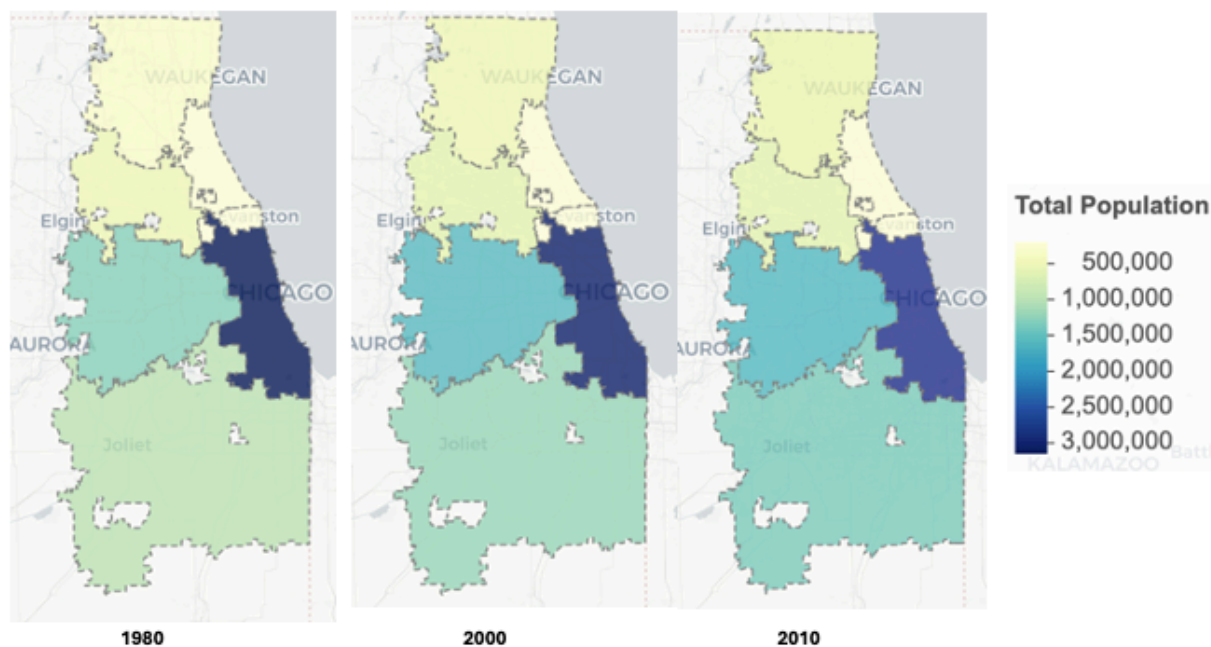 WAUKEGAN
Elgin
Evanston
CHICAGO
AURORA
Joliet
1980
WAUKEGAN
Elgin
Evanston
CHICAGO
AURORA
Joliet
2000
WAUKEGAN
Elgin
Evanston
CHICAGO
AURORA
Joliet
2010
Total Population
500,000
1,000,000
1,500,000
2,000,000
2,500,000
3,000,000
Battl
KALAMAZOO